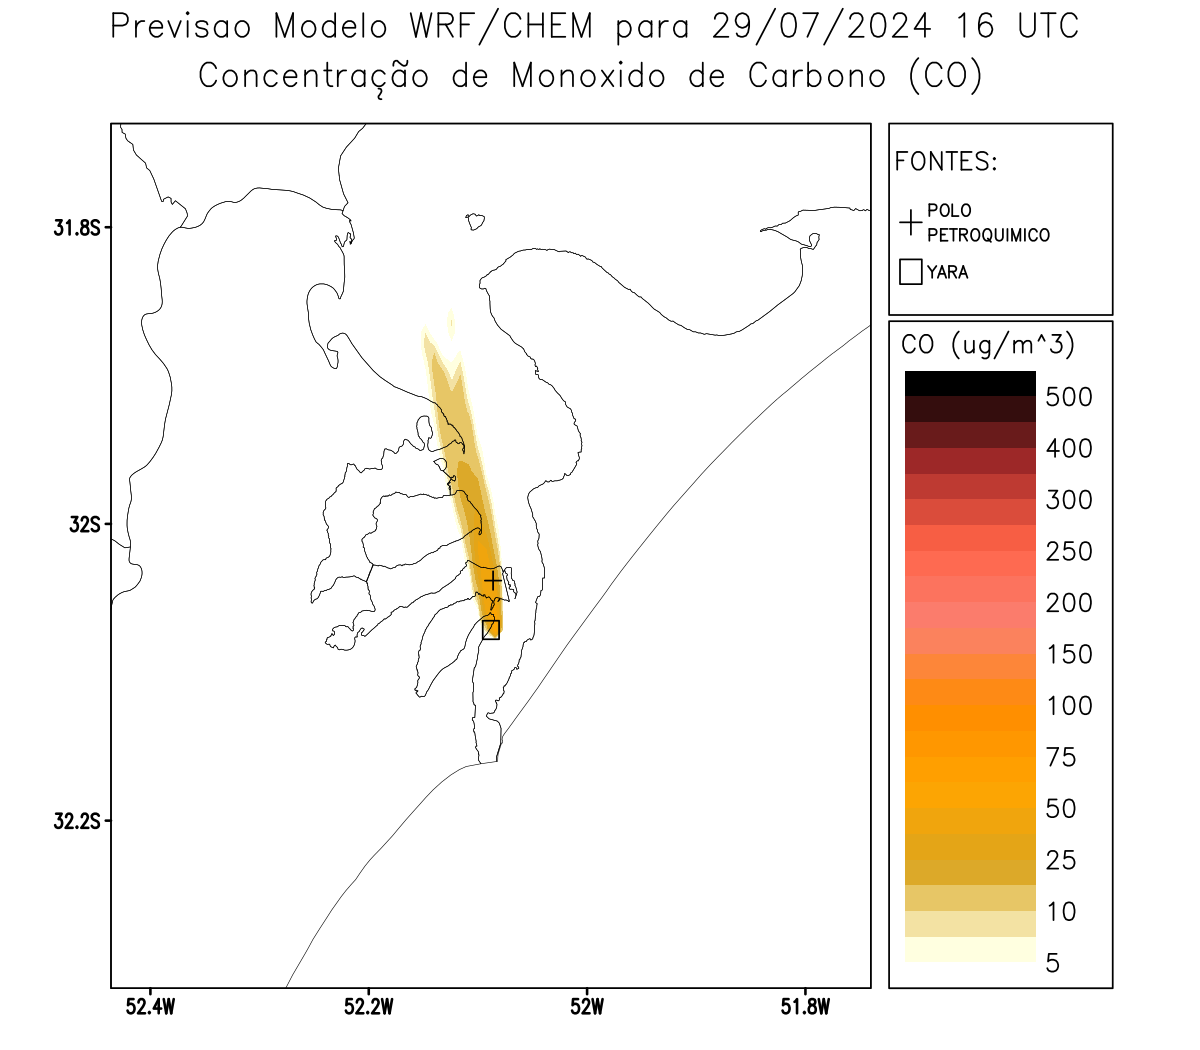 Previsao Modelo WRF/CHEM para 29/07/2024 16 UTC
Concentração de Monoxido de Carbono (CO)
FONTES:
POLO
PETROQUIMICO
YARA
CO (ug/m^3)
500
400
300
250
200
150
100
75
50
25
10
5
31.8S
32S
32.2S
52.4W
52.2W
52W
51.8W